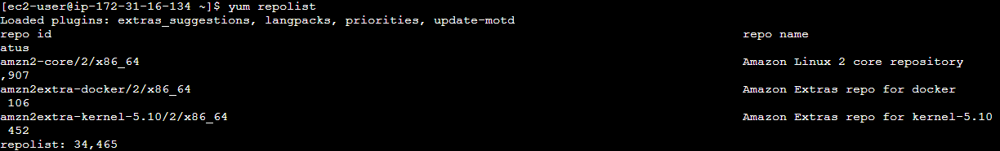 [ec2-user@ip-172-31-16-134 ~]$ yum repolist
Loaded plugins: extras_suggestions, langpacks, priorities, update-motd
repo id                                                                                     repo name
atus
amzn2-core/2/x86_64                                                                         Amazon Linux 2 core repository
,907
amzn2extra-docker/2/x86_64                                                                  Amazon Extras repo for docker
 106
amzn2extra-kernel-5.10/2/x86_64                                                             Amazon Extras repo for kernel-5.10
 452
repolist: 34,465